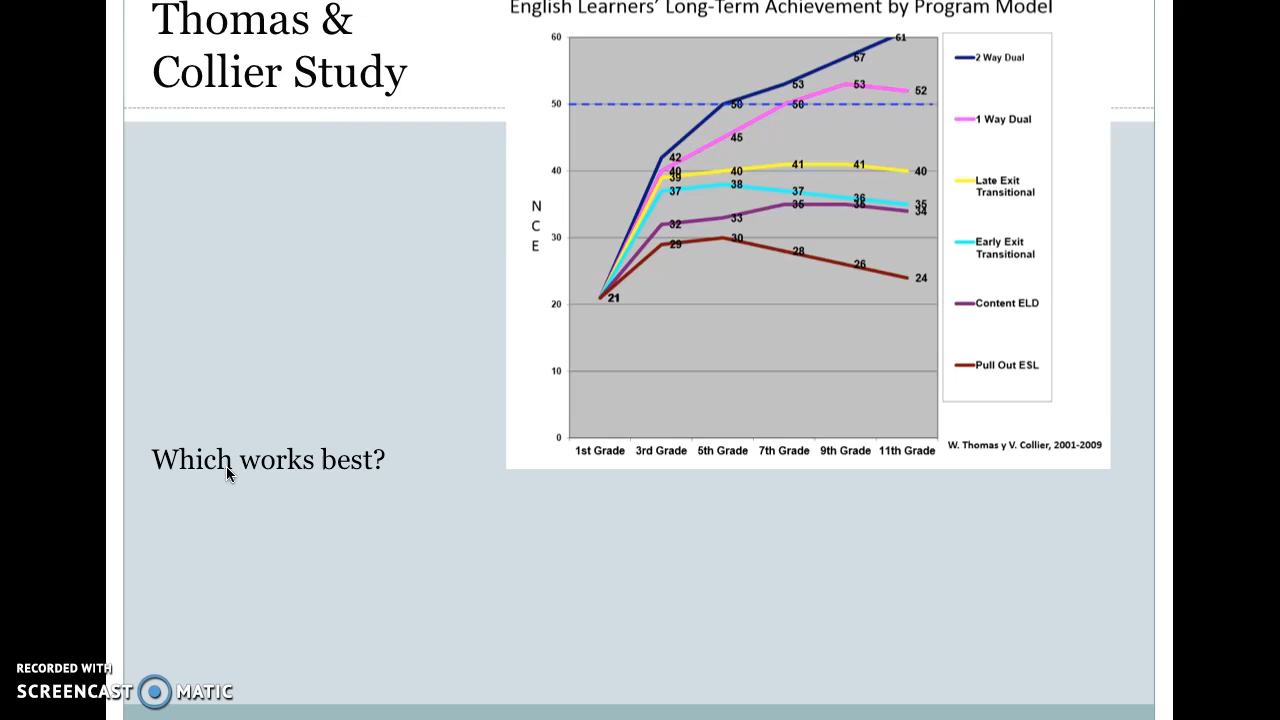 English Learners' Long-Term Achievement by Program Model
Thomas &
Collier Study
60
50
40
30
20
10
0
N
C
E
61
57
53
50
42
53
52
50
45
40
41
41
40
40
39
38
37
37
36
35
35
35
34
33
32
30
29
28
26
24
21
1st Grade
3rd Grade
5th Grade
7th Grade
9th Grade
11th Grade
2 Way Dual
1 Way Dual
Late Exit
Transitional
Early Exit
Transitional
Content ELD
Pull Out ESL
W. Thomas y V. Collier, 2001-2009
Which works best?
RECORDED WITH
SCREENCAST MATIC